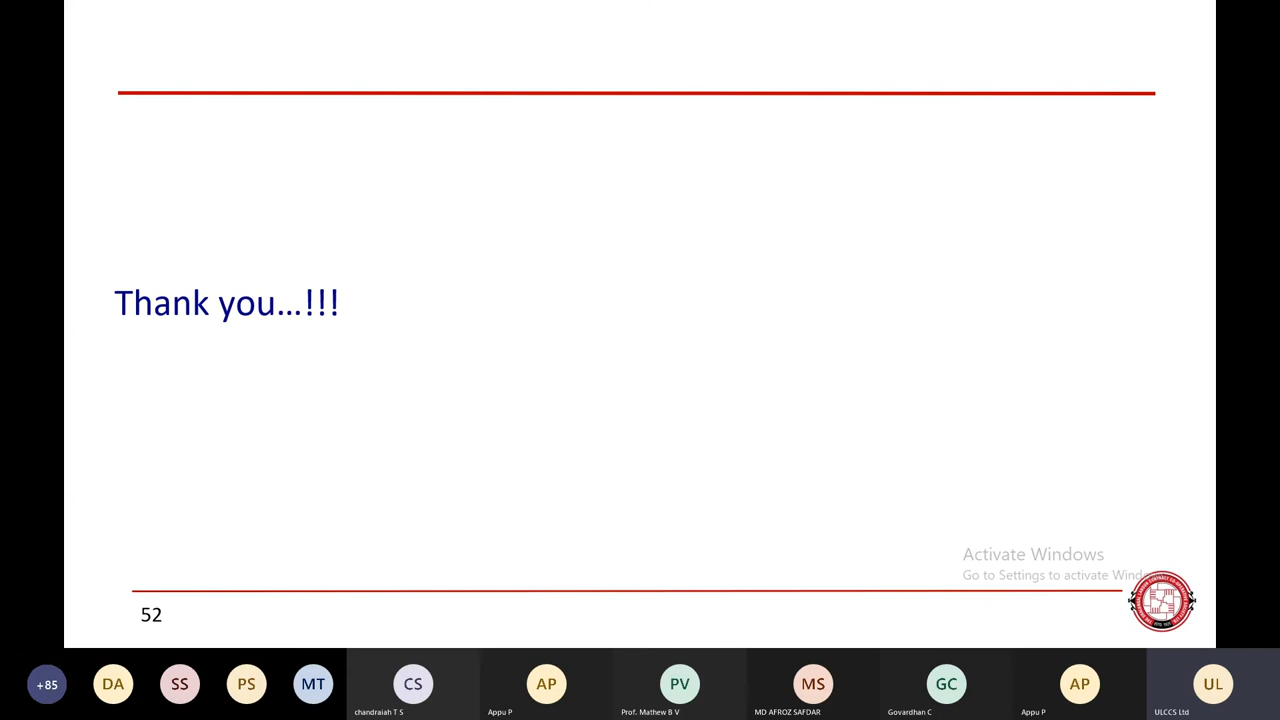 Thank you...!!!
Activate Windows
Go to Settings to activate
52
+85
DA
SS
PS
MT
CS
AP
PV
MS
GC
AP
UL
chandraiah T S
Appu P
Prof. Mathew B V
MD AFROZ SAFDAR
Govardhan C
Appu P
ULCCS Ltd